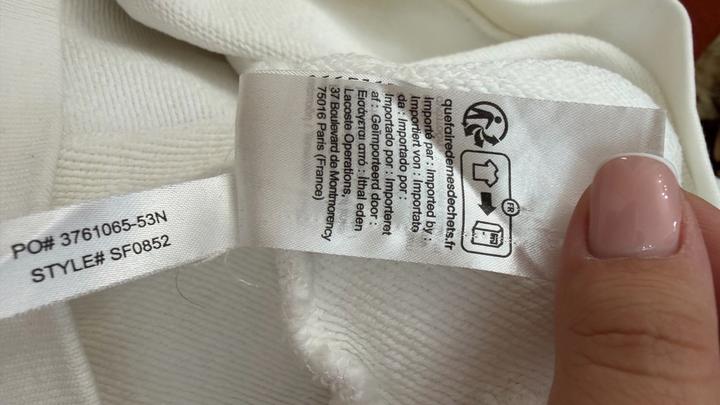 PO# 3761065-53N
STYLE# SF0852
FR
quefairedemesdechets.fr
Importé par : Imported by :
Importiert von : Importate
da : Importado por :
Importado por : Importeret
af : Geïmporteerd door :
Εισάγεται από : Ithal eden
Lacoste Operations,
37 Boulevard de Montmorency
75016 Paris (France)